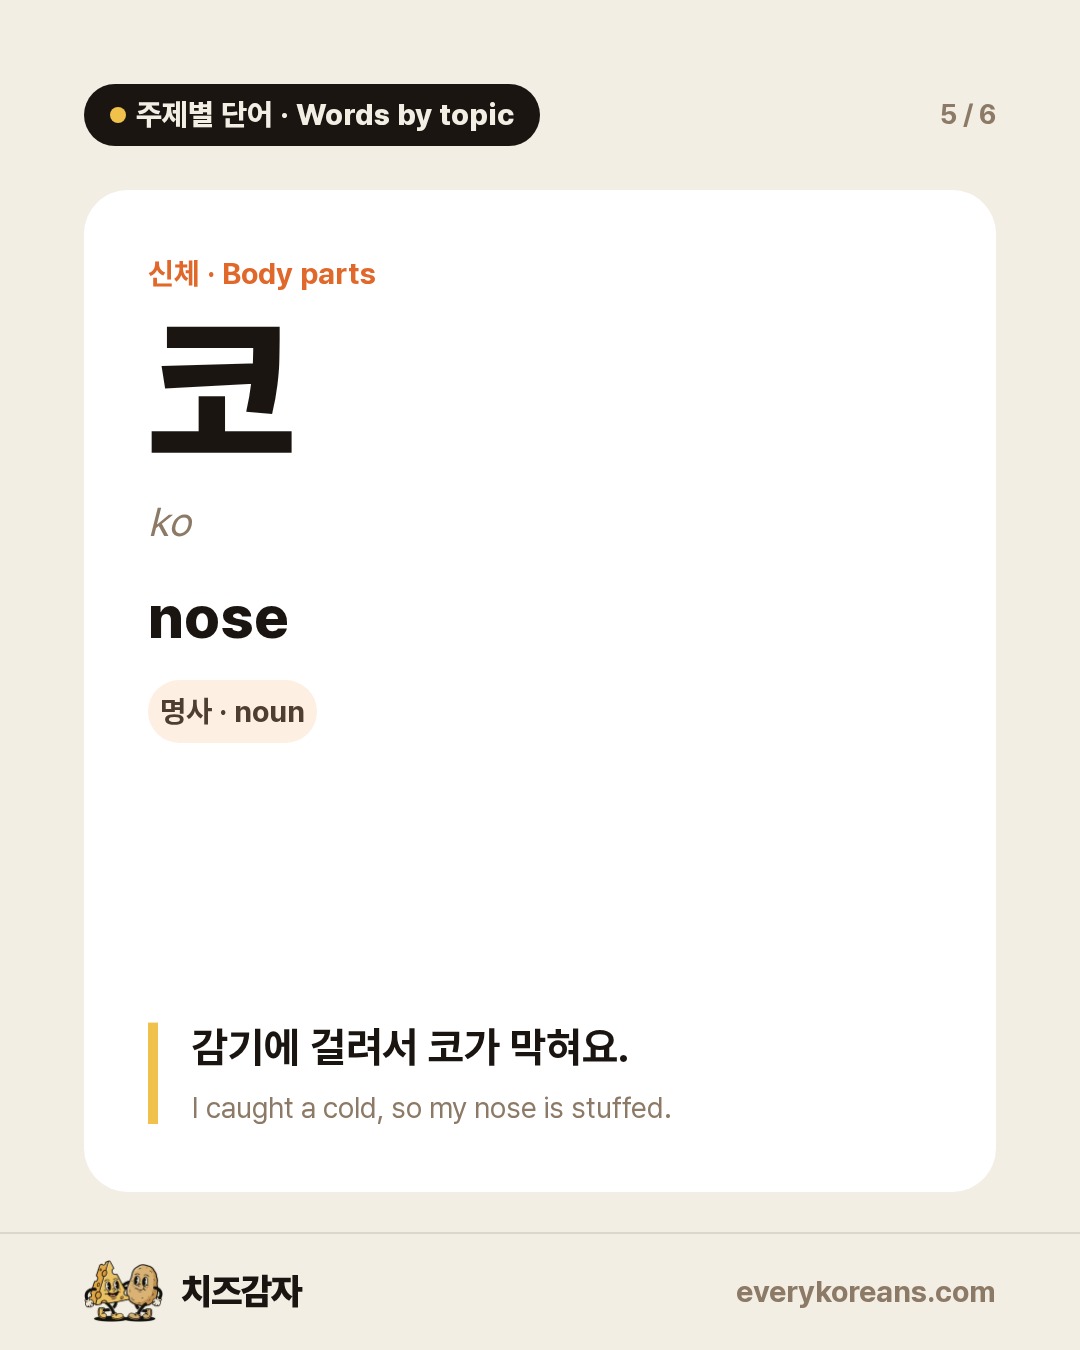 주제별 단어 · Words by topic
5 / 6
신체 · Body parts
코
ko
nose
명사 · noun
감기에 걸려서 코가 막혀요.
I caught a cold, so my nose is stuffed.
치즈감자
everykoreans.com